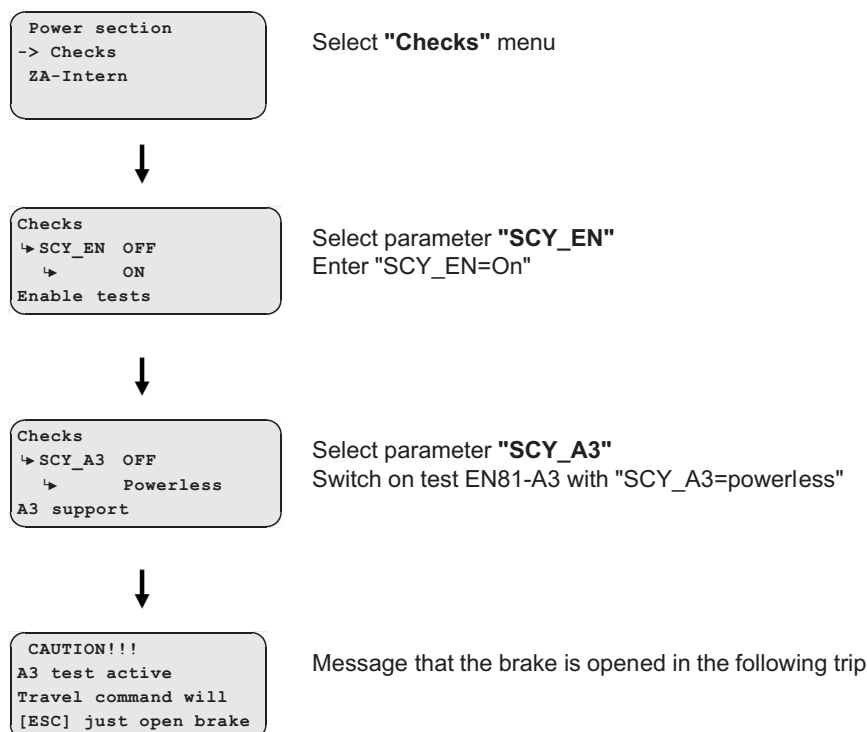 Power section
-> Checks
ZA-Intern
Select "Checks" menu
Checks
↳ SCY_EN OFF
↳ ON
Enable tests
Select parameter "SCY_EN"
Enter "SCY_EN=On"
Checks
↳ SCY_A3 OFF
↳ Powerless
A3 support
Select parameter "SCY_A3"
Switch on test EN81-A3 with "SCY_A3=powerless"
CAUTION!!!
A3 test active
Travel command will
[ESC] just open brake
Message that the brake is opened in the following trip